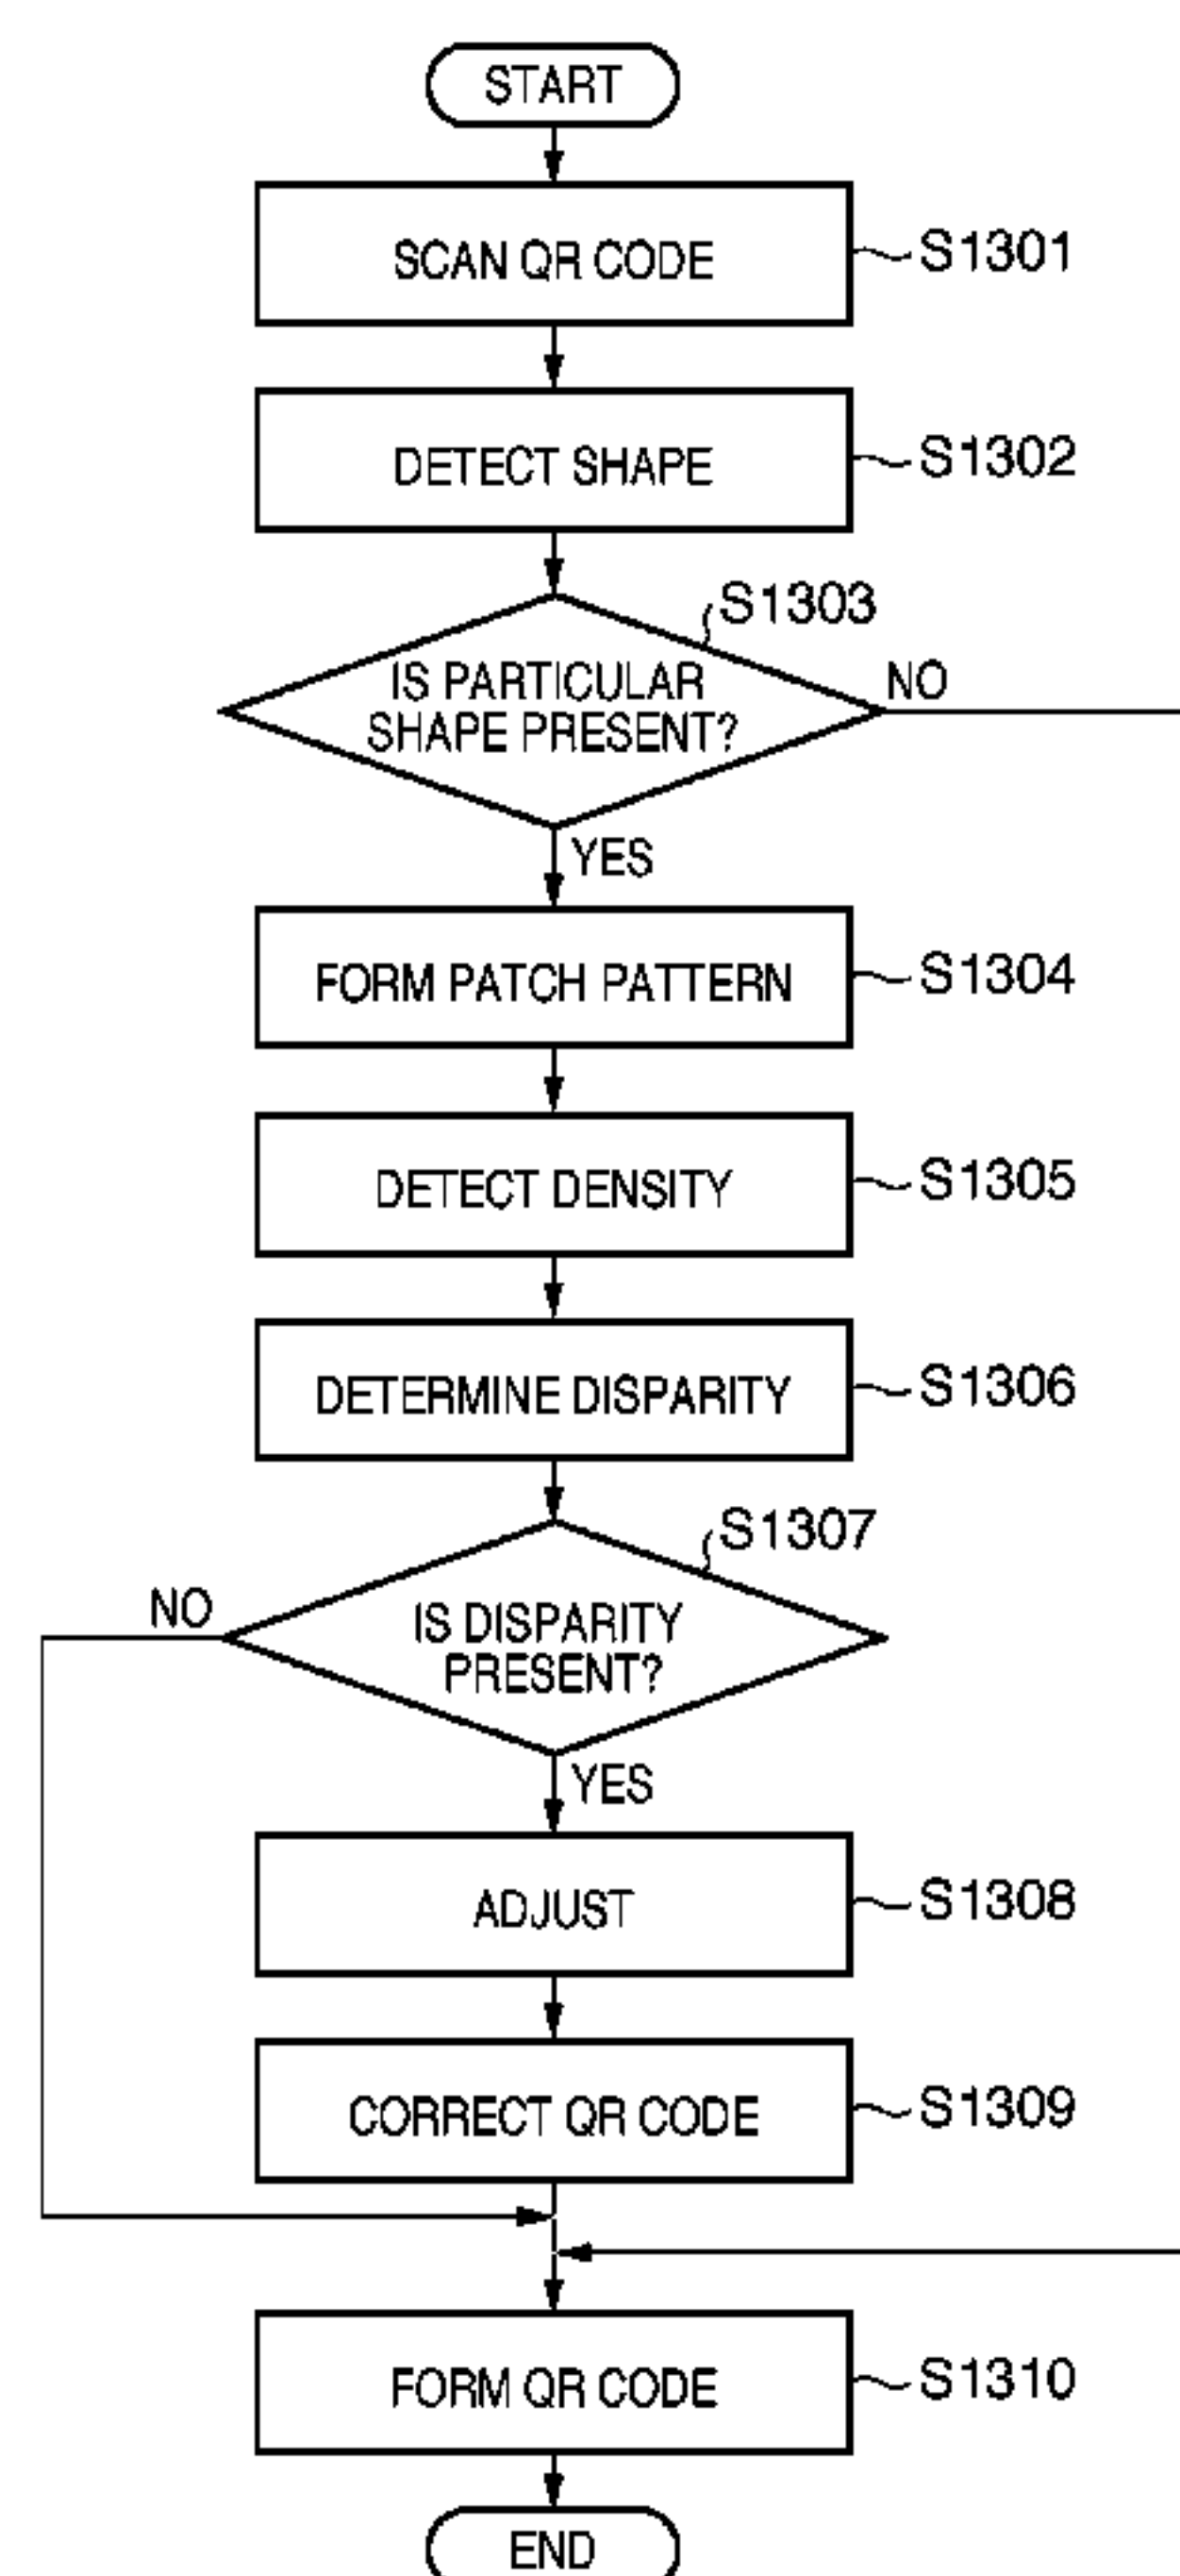 START
SCAN QR CODE
S1301
DETECT SHAPE
S1302
S1303
IS PARTICULAR
SHAPE PRESENT?
NO
YES
FORM PATCH PATTERN
S1304
DETECT DENSITY
S1305
DETERMINE DISPARITY
S1306
S1307
NO
IS DISPARITY
PRESENT?
YES
ADJUST
S1308
CORRECT QR CODE
S1309
FORM QR CODE
S1310
END